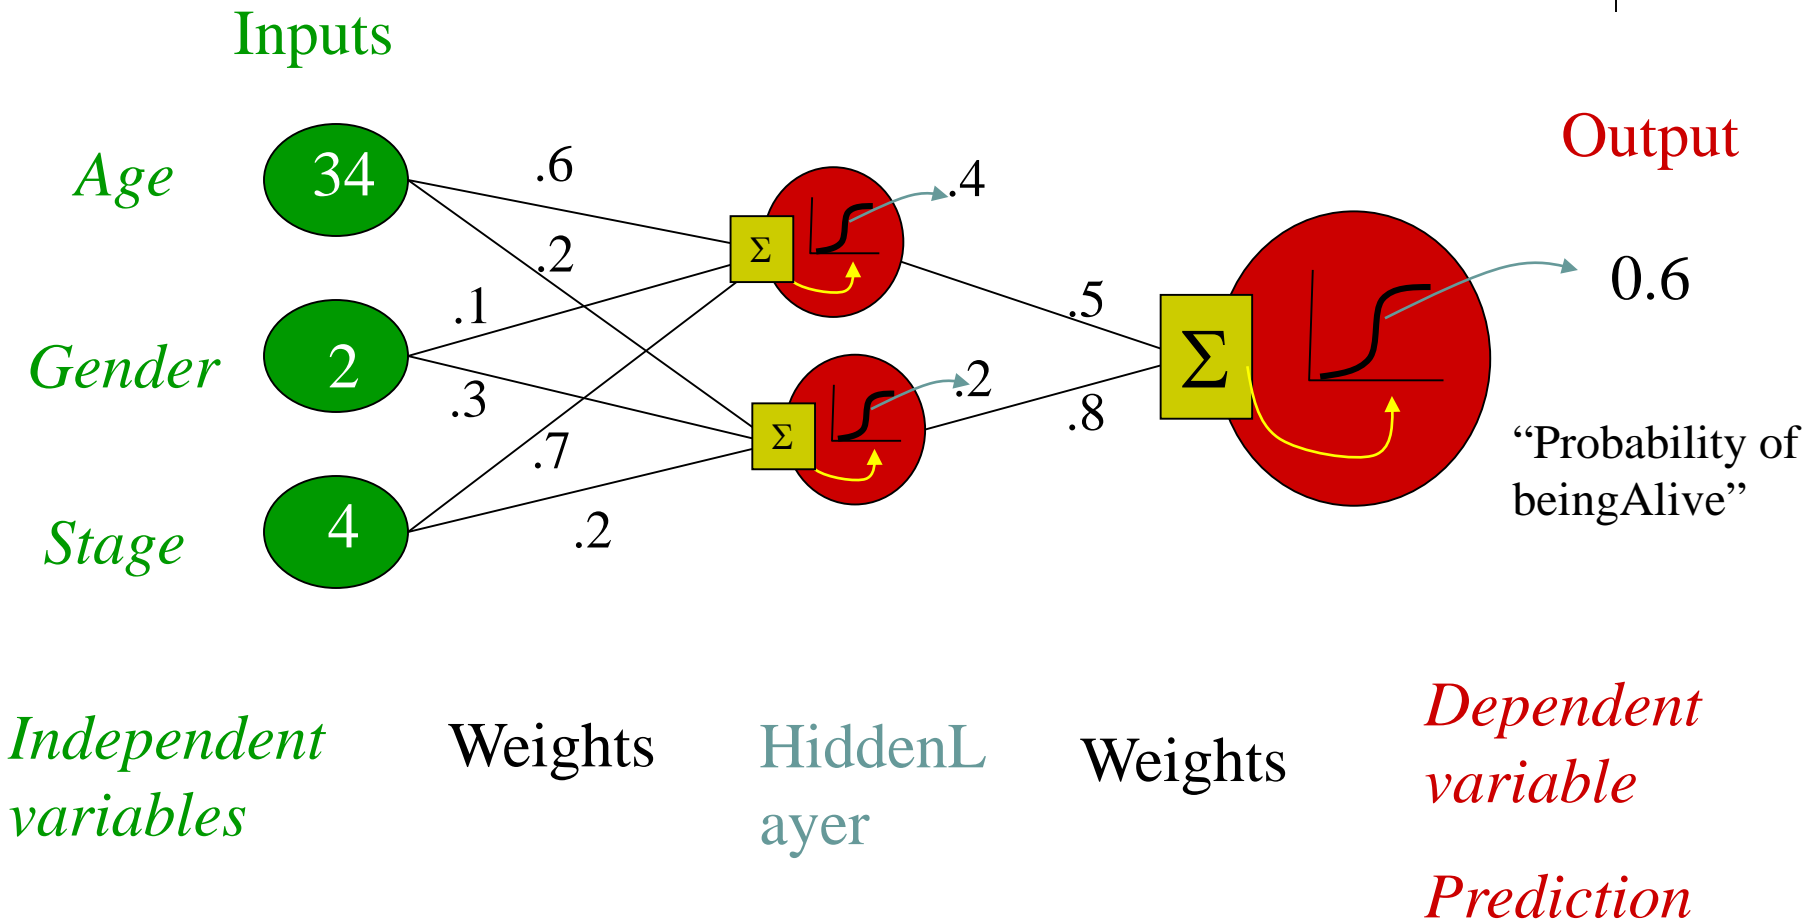 Inputs
Output
Age
34
.6
.4
.2
Σ
0.6
.1
.5
Gender
2
Σ
.3
.2
.8
Σ
.7
“Probability of
beingAlive”
Stage
4
.2
Independent
variables
Weights
HiddenL
ayer
Weights
Dependent
variable
Prediction